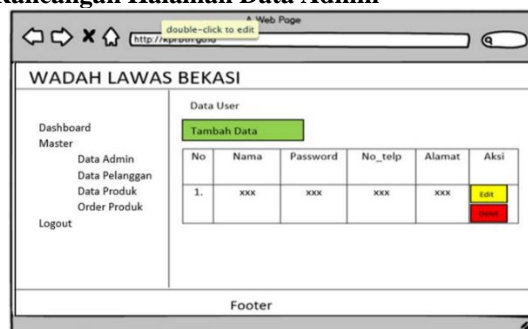 Rancangan Halaman Data Admin
A Web Page
double-click to edit
http://
WADAH LAWAS BEKASI
Data User
Dashboard
Tambah Data
Master
Data Admin
Data Pelanggan
Data Produk
Order Produk
Logout
No Nama Password No_telp Alamat Aksi
1. xxx xxx xxx xxx Edit
Footer